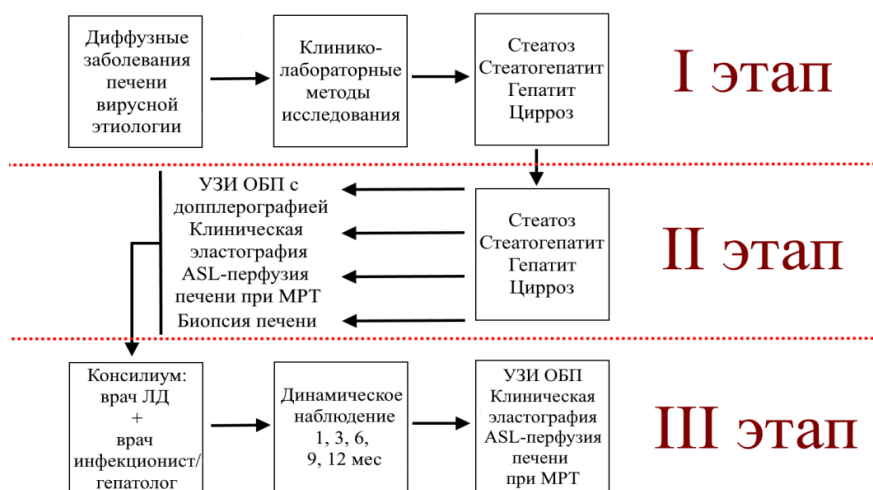 Диффузные
заболевания
печени
вирусной
этиологии
Клинико-
лабораторные
методы
исследования
Стеатоз
Стеатогепатит
Гепатит
Цирроз
I этап
УЗИ ОБП с
допплерографией
Клиническая
эластография
ASL-перфузия
печени при МРТ
Биопсия печени
Стеатоз
Стеатогепатит
Гепатит
Цирроз
II этап
Консилиум:
врач ЛД
+
врач
инфекционист/
гепатолог
Динамическое
наблюдение
1, 3, 6,
9, 12 мес
УЗИ ОБП
Клиническая
эластография
ASL-перфузия
печени
при МРТ
III этап